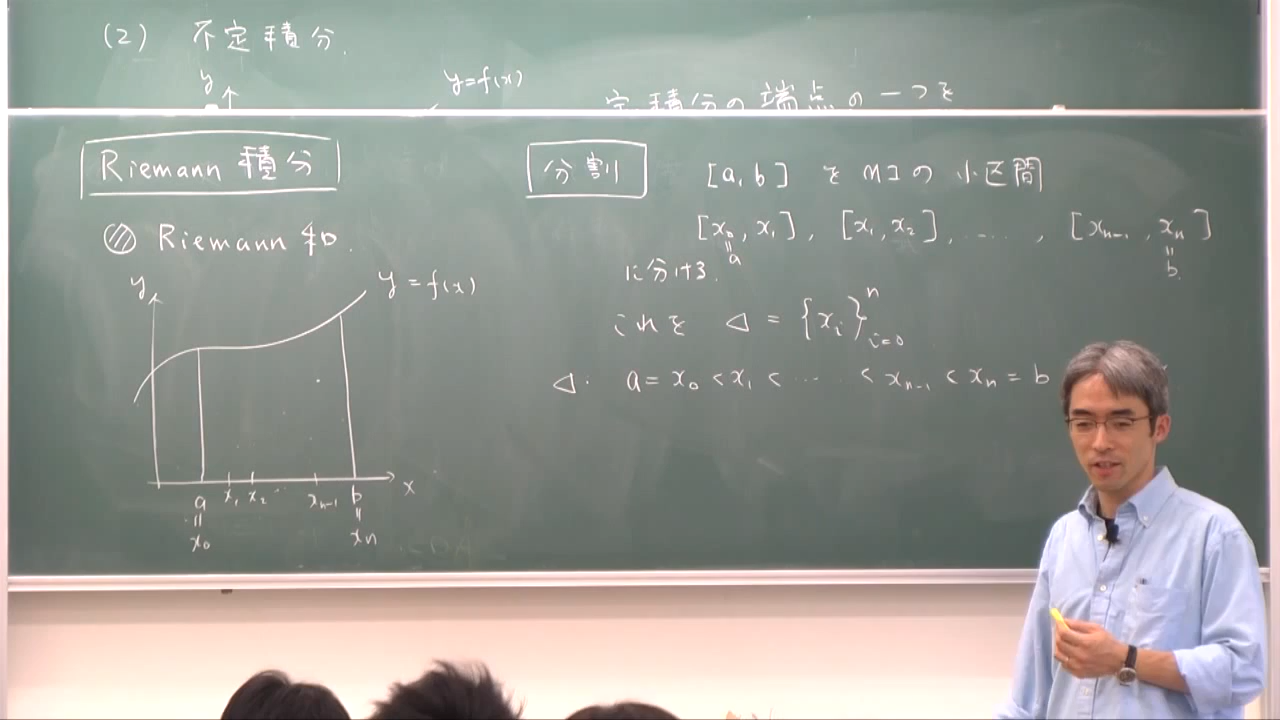 (2) 不定積分.
y
y=f(x)
定積分の端点の一つを
Riemann 積分
Riemann 和.
y
y = f(x)
a x₁ x₂ ... xₙ₋₁ b x
=
x₀
=
xₙ
分割
[a, b] を n コの 小区間
[x₀, x₁], [x₁, x₂], ....., [xₙ₋₁, xₙ]
=
a
=
b.
に分ける.
これを △ = {xᵢ}ⁿᵢ₌₀
△: a = x₀ < x₁ < ..... < xₙ₋₁ < xₙ = b